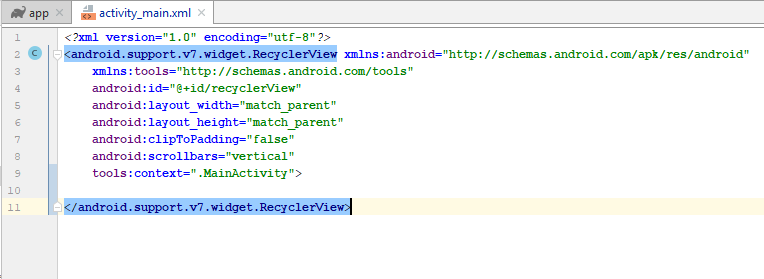 app activity_main.xml
1 <?xml version="1.0" encoding="utf-8"?>
2 C <android.support.v7.widget.RecyclerView xmlns:android="http://schemas.android.com/apk/res/android"
3 xmlns:tools="http://schemas.android.com/tools"
4 android:id="@+id/recyclerView"
5 android:layout_width="match_parent"
6 android:layout_height="match_parent"
7 android:clipToPadding="false"
8 android:scrollbars="vertical"
9 tools:context=".MainActivity">
10
11 </android.support.v7.widget.RecyclerView>